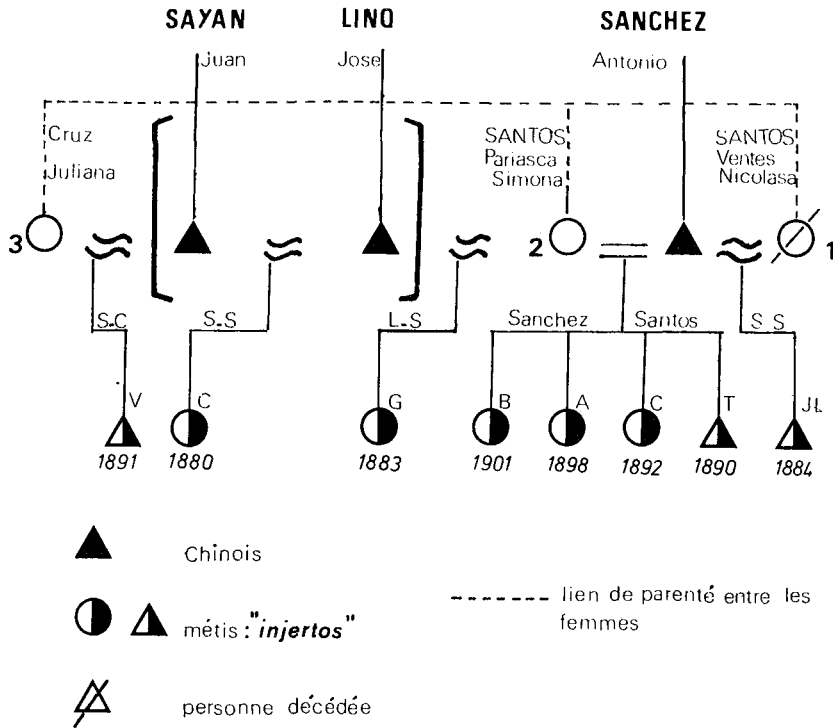 SAYAN LINQ SANCHEZ
Juan Jose Antonio
Cruz
Juliana
SANTOS
Pariasca
Simona
SANTOS
Ventes
Nicolasa
3 2 1
S-C S-S L-S Sanchez Santos S S
V C G B A C T JL
1891 1880 1883 1901 1898 1892 1890 1884
Chinois
métis : "injertos"
personne décédée
lien de parenté entre les
femmes